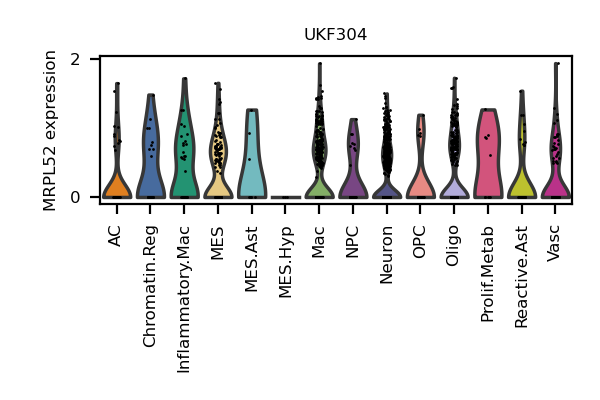 UKF304
MRPL52 expression
2
0
AC
Chromatin.Reg
Inflammatory.Mac
MES
MES.Ast
MES.Hyp
Mac
NPC
Neuron
OPC
Oligo
Prolif.Metab
Reactive.Ast
Vasc